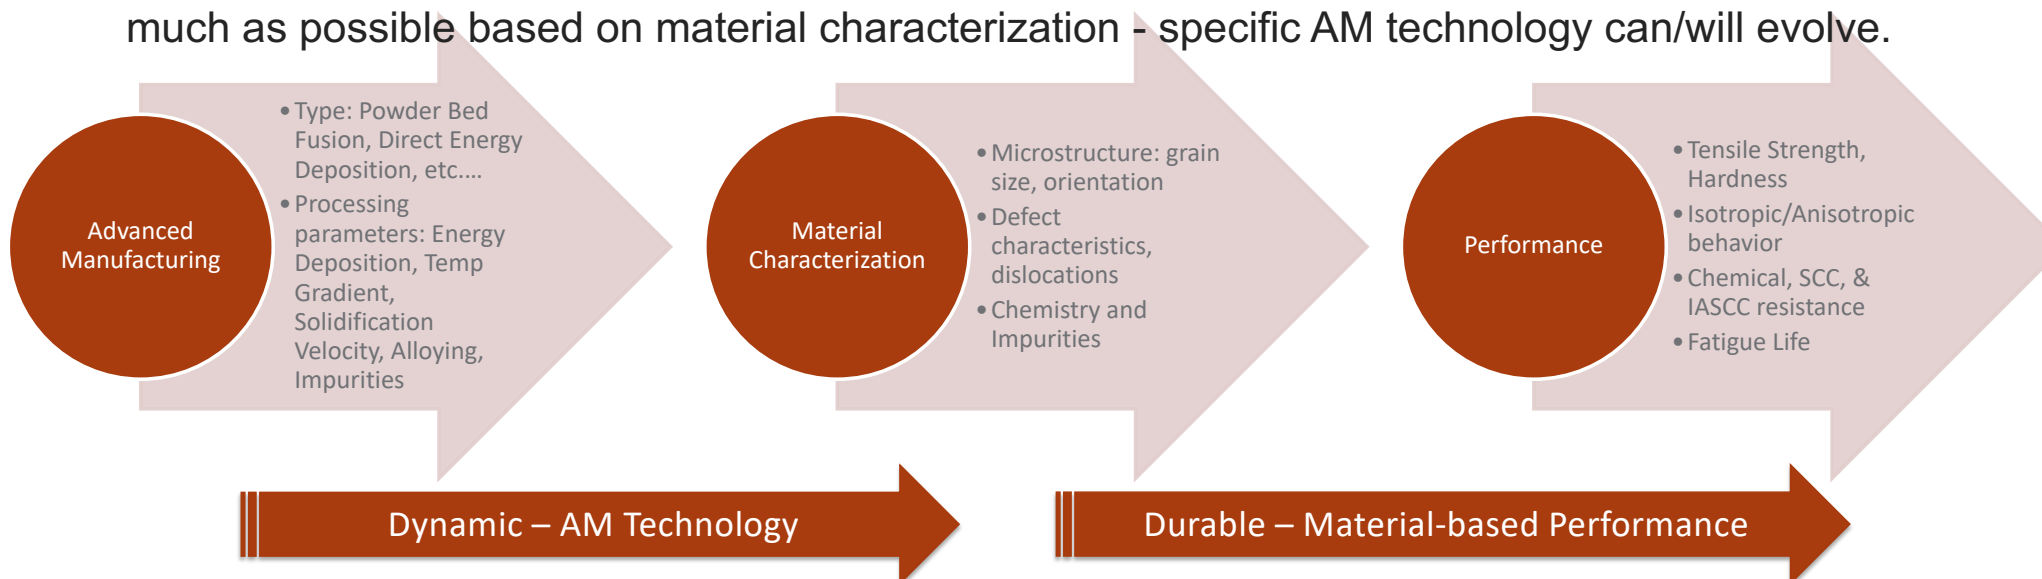 much as possible based on material characterization - specific AM technology can/will evolve.
Advanced
Manufacturing
• Type: Powder Bed
Fusion, Direct Energy
Deposition, etc....
• Processing
parameters: Energy
Deposition, Temp
Gradient,
Solidification
Velocity, Alloying,
Impurities
Material
Characterization
• Microstructure: grain
size, orientation
• Defect
characteristics,
dislocations
• Chemistry and
Impurities
Performance
• Tensile Strength,
Hardness
• Isotropic/Anisotropic
behavior
• Chemical, SCC, &
IASCC resistance
• Fatigue Life
Dynamic – AM Technology
Durable – Material-based Performance